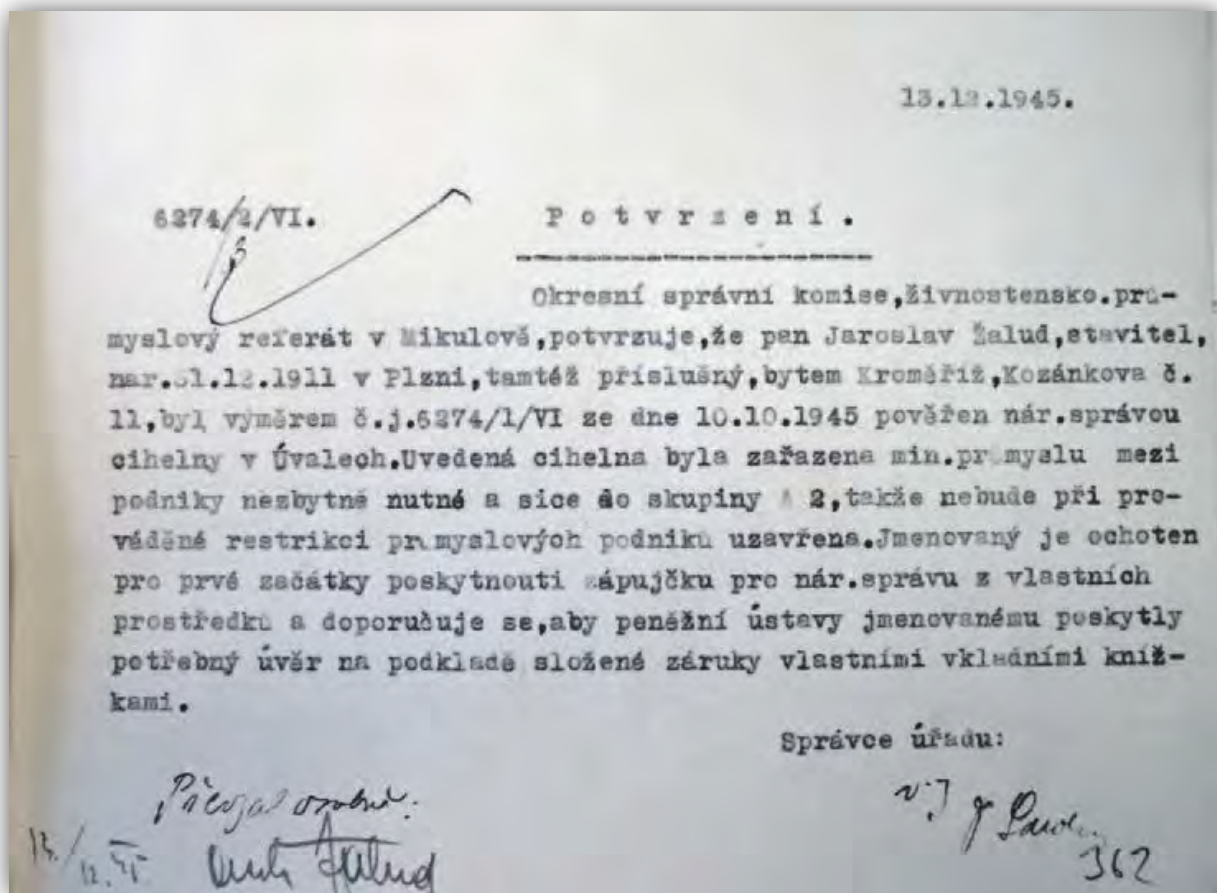 13.12.1945.
6274/2/VI.
P o t v r z e n í .
Okresní správní komise,živnostensko.prů-
myslový referát v Mikulově,potvrzuje,že pan Jaroslav Žalud,stavitel,
nar.31.12.1911 v Plzni,tamtéž příslušný,bytem Kroměříž,Kozánkova č.
11,byl výměrem č.j.6274/1/VI ze dne 10.10.1945 pověřen nár.správou
cihelny v Úvalech.Uvedená cihelna byla zařazena min.průmyslu mezi
podniky nezbytně nutné a sice do skupiny A 2,takže nebude při pro-
váděné restrikci průmyslových podniků uzavřena.Jmenovaný je ochoten
pro prvé začátky poskytnouti zápůjčku pro nár.správu z vlastních
prostředků a doporučuje se,aby peněžní ústavy jmenovanému poskytly
potřebný úvěr na podkladě složené záruky vlastními vkladními kníž-
kami.
Správce úřadu:
Převzal osobně:
v.z.
13./12. 45
Žalud
362